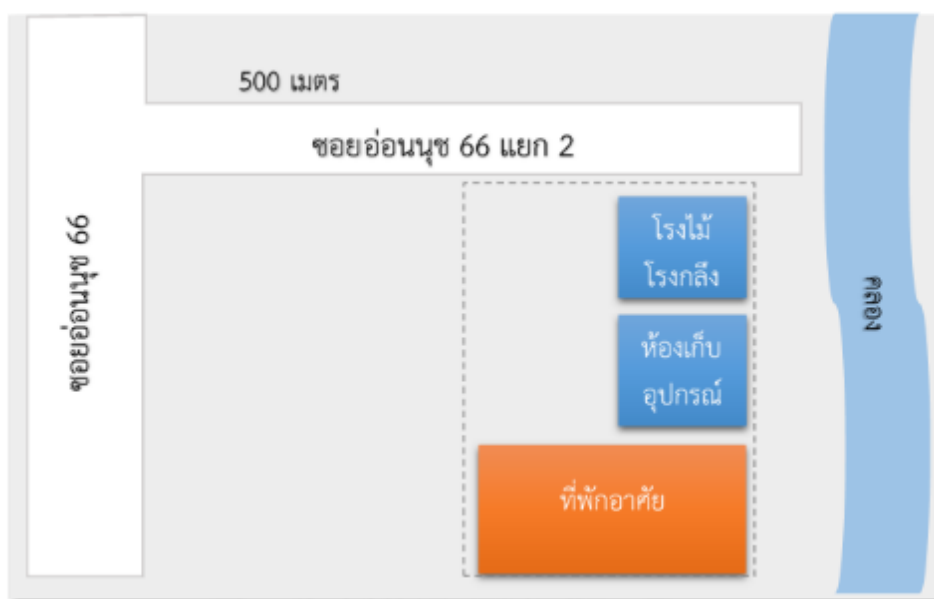 500 เมตร
ซอยอ่อนนุช 66 แยก 2
ซอยอ่อนนุช 66
โรงไม้
โรงกลึง
คลอง
ห้องเก็บ
อุปกรณ์
ที่พักอาศัย